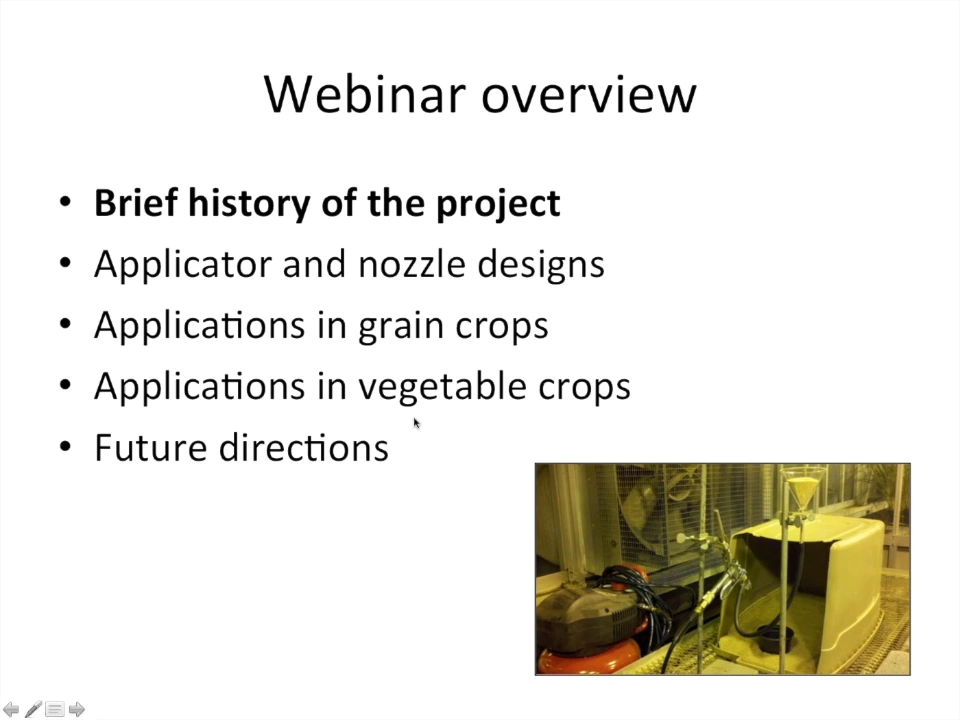 Webinar overview
• Brief history of the project
• Applicator and nozzle designs
• Applications in grain crops
• Applications in vegetable crops
• Future directions